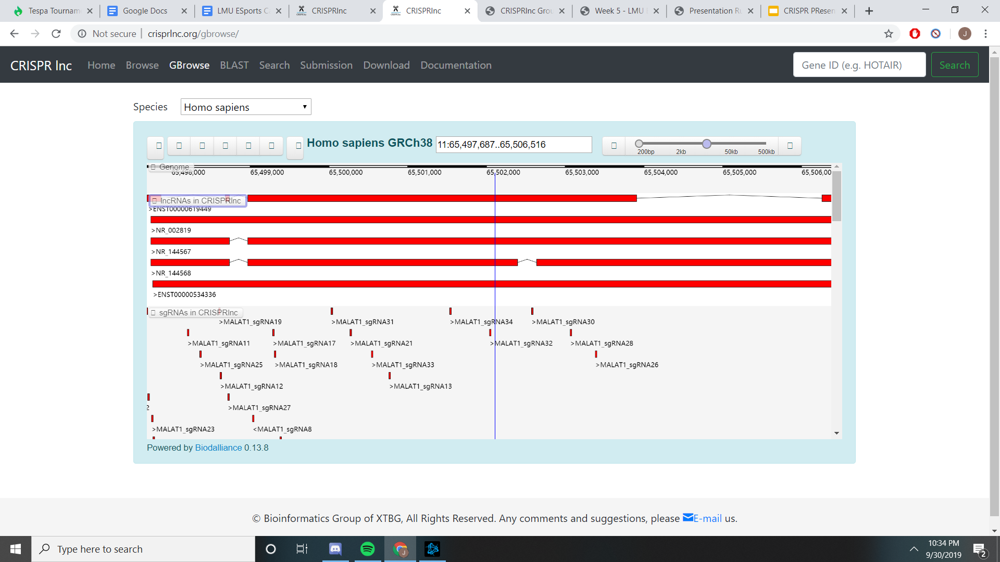 Tespa Tournam
Google Docs
LMU ESports C
CRISPRlnc
CRISPRlnc
CRISPRlnc Grou
Week 5 - LMU
Presentation Ru
CRISPR PResen
Not secure
crisprlnc.org/gbrowse/
J
CRISPR lnc Home Browse GBrowse BLAST Search Submission Download Documentation Gene ID (e.g. HOTAIR) Search
Species Homo sapiens
Homo sapiens GRCh38 11:65,497,687..65,506,516
200bp 2kb 50kb 500kb
Genome
65,498,000 65,499,000 65,500,000 65,501,000 65,502,000 65,503,000 65,504,000 65,505,000 65,506,00
lncRNAs in CRISPRlnc
>ENST00000619449
>NR_002819
>NR_144567
>NR_144568
>ENST00000534336
sgRNAs in CRISPRlnc
>MALAT1_sgRNA19 >MALAT1_sgRNA31 >MALAT1_sgRNA34 >MALAT1_sgRNA30
>MALAT1_sgRNA11 >MALAT1_sgRNA17 >MALAT1_sgRNA21 >MALAT1_sgRNA32 >MALAT1_sgRNA28
>MALAT1_sgRNA25 >MALAT1_sgRNA18 >MALAT1_sgRNA33 >MALAT1_sgRNA26
>MALAT1_sgRNA12 >MALAT1_sgRNA13
2 >MALAT1_sgRNA27
>MALAT1_sgRNA23 <MALAT1_sgRNA8
Powered by Biodalliance 0.13.8
© Bioinformatics Group of XTBG, All Rights Reserved. Any comments and suggestions, please E-mail us.
Type here to search
10:34 PM
9/30/2019
2